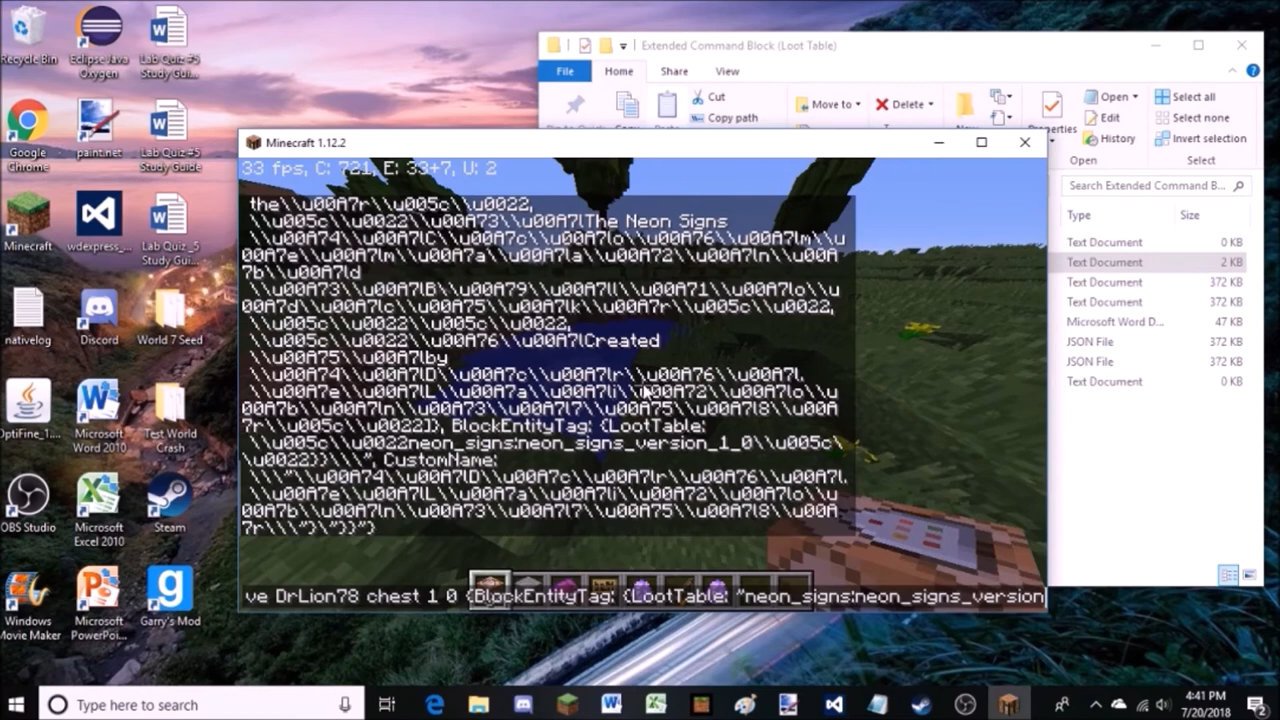 Recycle Bin
Eclipse Java Oxygen
Lab Quiz #5 Study Gui...
Google Chrome
paint.net
Lab Quiz #5 Study Guide
Minecraft
wdexpress_...
Lab Quiz _5 Study Gui...
nativelog
Discord
World 7 Seed
OptiFine_1....
Microsoft Word 2010
Test World Crash
OBS Studio
Microsoft Excel 2010
Steam
Windows Movie Maker
Microsoft PowerPoi...
Garry's Mod
Extended Command Block (Loot Table)
File Home Share View
Cut
Copy path
Move to
Delete
Properties
Open
Edit
History
Open
Select all
Select none
Invert selection
Select
Search Extended Command B...
Type Size
Text Document 0 KB
Text Document 2 KB
Text Document 372 KB
Text Document 372 KB
Microsoft Word D... 47 KB
JSON File 372 KB
JSON File 372 KB
Text Document 372 KB
Minecraft 1.12.2
33 fps, C: 721, E: 33+7, U: 2
the\\u00A7r\\u005c\\u0022,
\\u005c\\u0022\\u00A73\\u00A7lThe Neon Signs
\\u00A74\\u00A7lC\\u00A7c\\u00A7lo\\u00A76\\u00A7lm\\u
00A7e\\u00A7lm\\u00A7a\\u00A7la\\u00A72\\u00A7ln\\u00A
7b\\u00A7ld
\\u00A73\\u00A7lB\\u00A79\\u00A7ll\\u00A71\\u00A7lo\\u
00A7d\\u00A7lc\\u00A75\\u00A7lk\\u00A7r\\u005c\\u0022,
\\u005c\\u0022\\u005c\\u0022,
\\u005c\\u0022\\u00A76\\u00A7lCreated
\\u00A75\\u00A7lby
\\u00A74\\u00A7lD\\u00A7c\\u00A7lr\\u00A76\\u00A7l.
\\u00A7e\\u00A7lL\\u00A7a\\u00A7li\\u00A72\\u00A7lo\\u
00A7b\\u00A7ln\\u00A73\\u00A7l7\\u00A75\\u00A7l8\\u00A
7r\\u005c\\u0022]}, BlockEntityTag: {LootTable:
\\u005c\\u0022neon_signs:neon_signs_version_1_0\\u005c\
\u0022}}\\\", CustomName:
\\\"\\u00A74\\u00A7lD\\u00A7c\\u00A7lr\\u00A76\\u00A7l.
\\u00A7e\\u00A7lL\\u00A7a\\u00A7li\\u00A72\\u00A7lo\\u
00A7b\\u00A7ln\\u00A73\\u00A7l7\\u00A75\\u00A7l8\\u00A
7r\\\"}\"}}"}
ve DrLion78 chest 1 0 {BlockEntityTag: {LootTable: "neon_signs:neon_signs_version
Type here to search
4:41 PM
7/20/2018
2